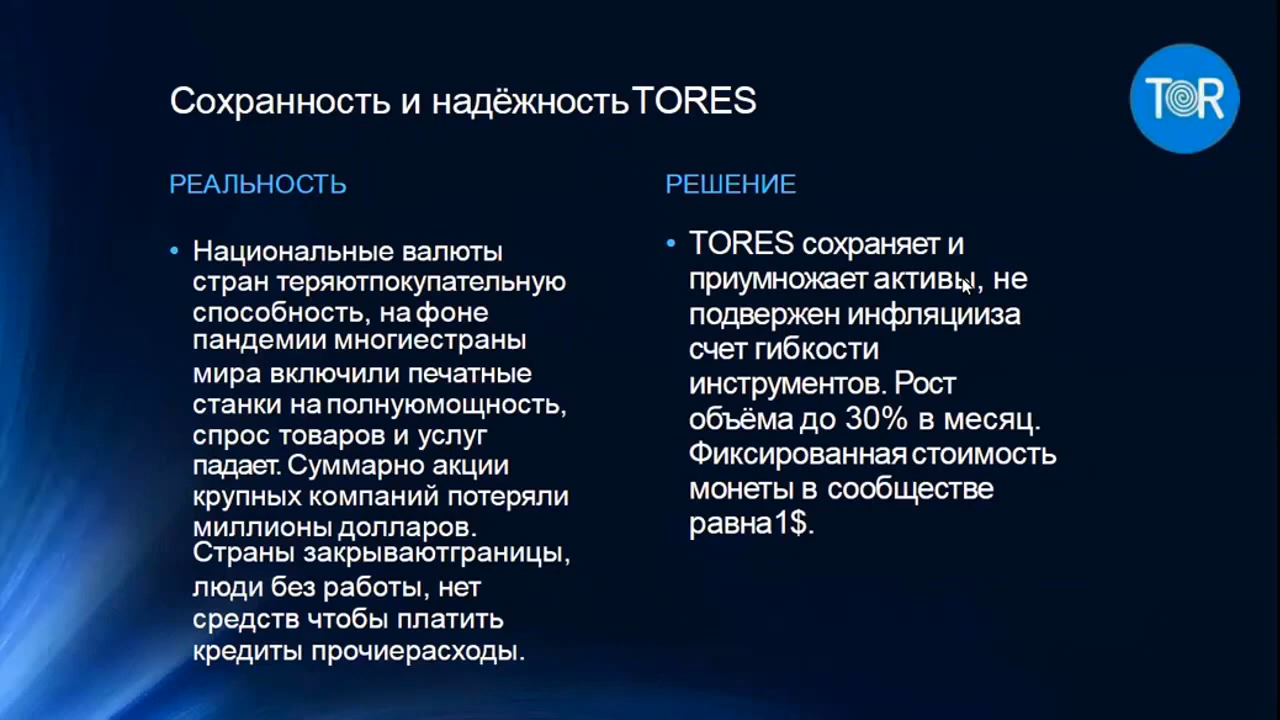 Сохранность и надёжностьTORES
TOR
РЕАЛЬНОСТЬ
• Национальные валюты
стран теряютпокупательную
способность, на фоне
пандемии многиестраны
мира включили печатные
станки на полнуюмощность,
спрос товаров и услуг
падает. Суммарно акции
крупных компаний потеряли
миллионы долларов.
Страны закрываютграницы,
люди без работы, нет
средств чтобы платить
кредиты прочиерасходы.
РЕШЕНИЕ
• TORES сохраняет и
приумножает активы, не
подвержен инфляцииза
счет гибкости
инструментов. Рост
объёма до 30% в месяц.
Фиксированная стоимость
монеты в сообществе
равна1$.